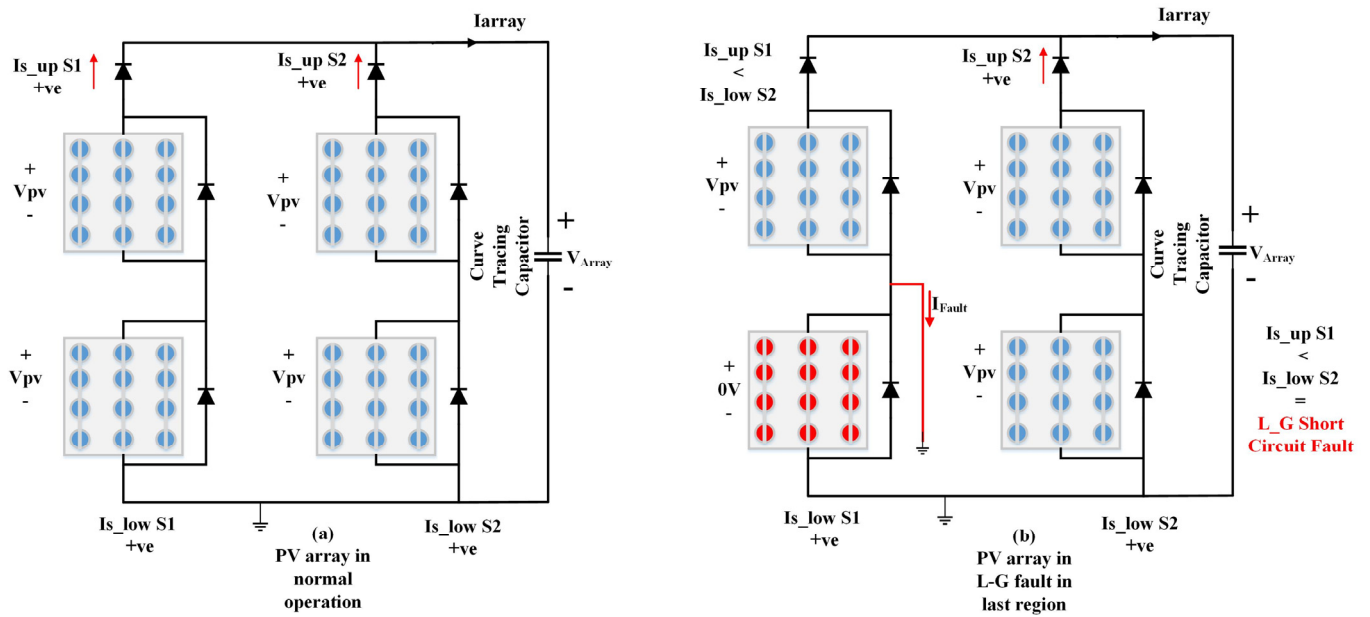 Iarray
Is_up S1
+ve
Is_up S2
+ve
+
Vpv
-
+
Vpv
-
Curve
Tracing
Capacitor
+
VArray
-
+
Vpv
-
+
Vpv
-
Is_low S1
+ve
Is_low S2
+ve
(a)
PV array in
normal
operation
Iarray
Is_up S1
<
Is_low S2
Is_up S2
+ve
+
Vpv
-
+
Vpv
-
Curve
Tracing
Capacitor
+
VArray
-
IFault
+
0V
-
+
Vpv
-
Is_up S1
<
Is_low S2
=
L_G Short
Circuit Fault
Is_low S1
+ve
Is_low S2
+ve
(b)
PV array in
L-G fault in
last region